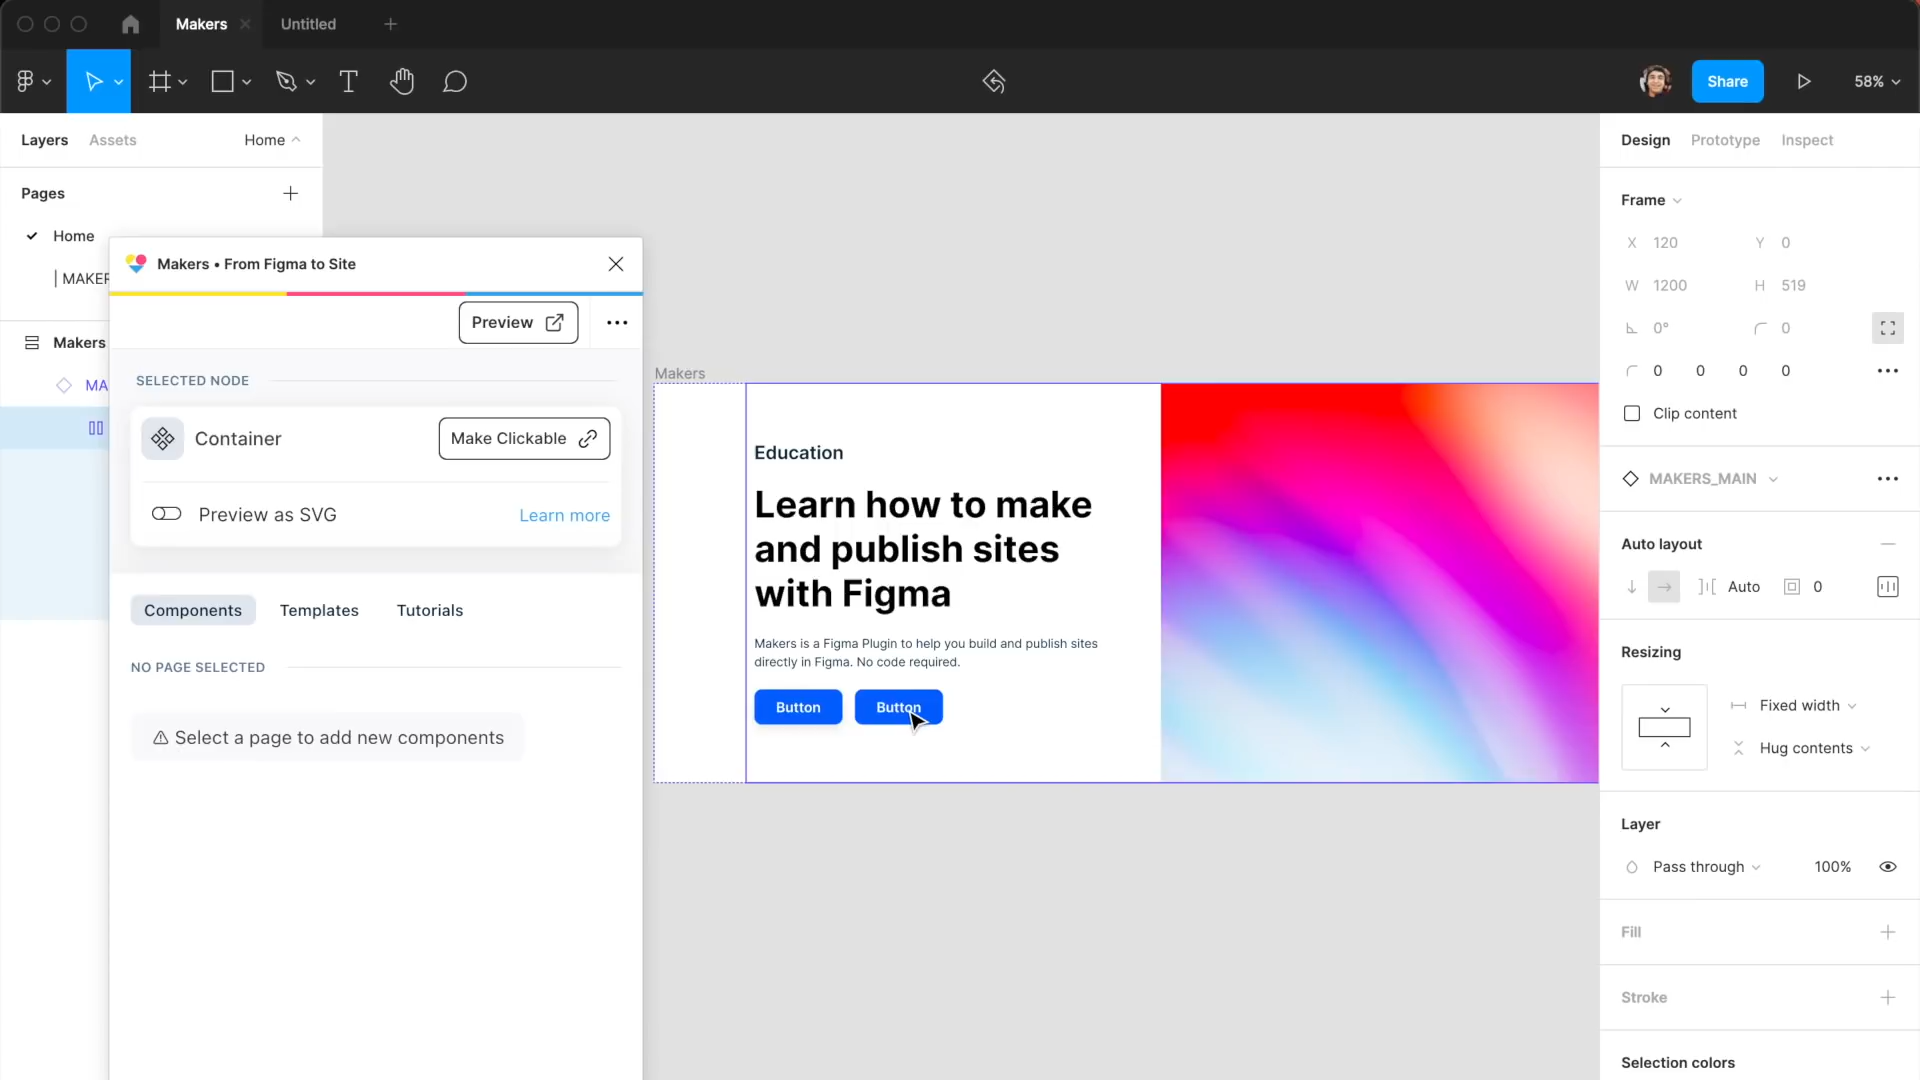 Makers
Untitled
Share
58%
Layers
Assets
Home
Pages
Home
| MAKER
Makers
MA
Makers • From Figma to Site
Preview
SELECTED NODE
Container
Make Clickable
Preview as SVG
Learn more
Components
Templates
Tutorials
NO PAGE SELECTED
Select a page to add new components
Makers
Education
Learn how to make
and publish sites
with Figma
Makers is a Figma Plugin to help you build and publish sites
directly in Figma. No code required.
Button
Button
Design
Prototype
Inspect
Frame
X 120
Y 0
W 1200
H 519
0°
0
0 0 0 0
Clip content
MAKERS_MAIN
Auto layout
Auto
0
Resizing
Fixed width
Hug contents
Layer
Pass through
100%
Fill
Stroke
Selection colors